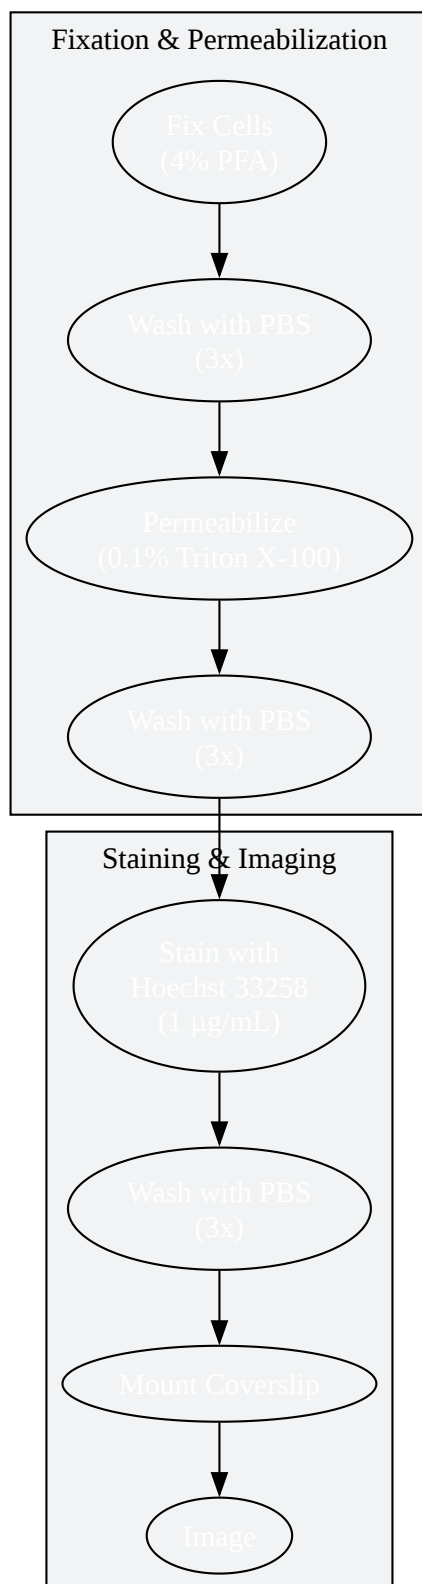 Fixation & Permeabilization
Fix Cells
(4% PFA)
Wash with PBS
(3x)
Permeabilize
(0.1% Triton X-100)
Wash with PBS
(3x)
Staining & Imaging
Stain with
Hoechst 33258
(1 µg/mL)
Wash with PBS
(3x)
Mount Coverslip
Image